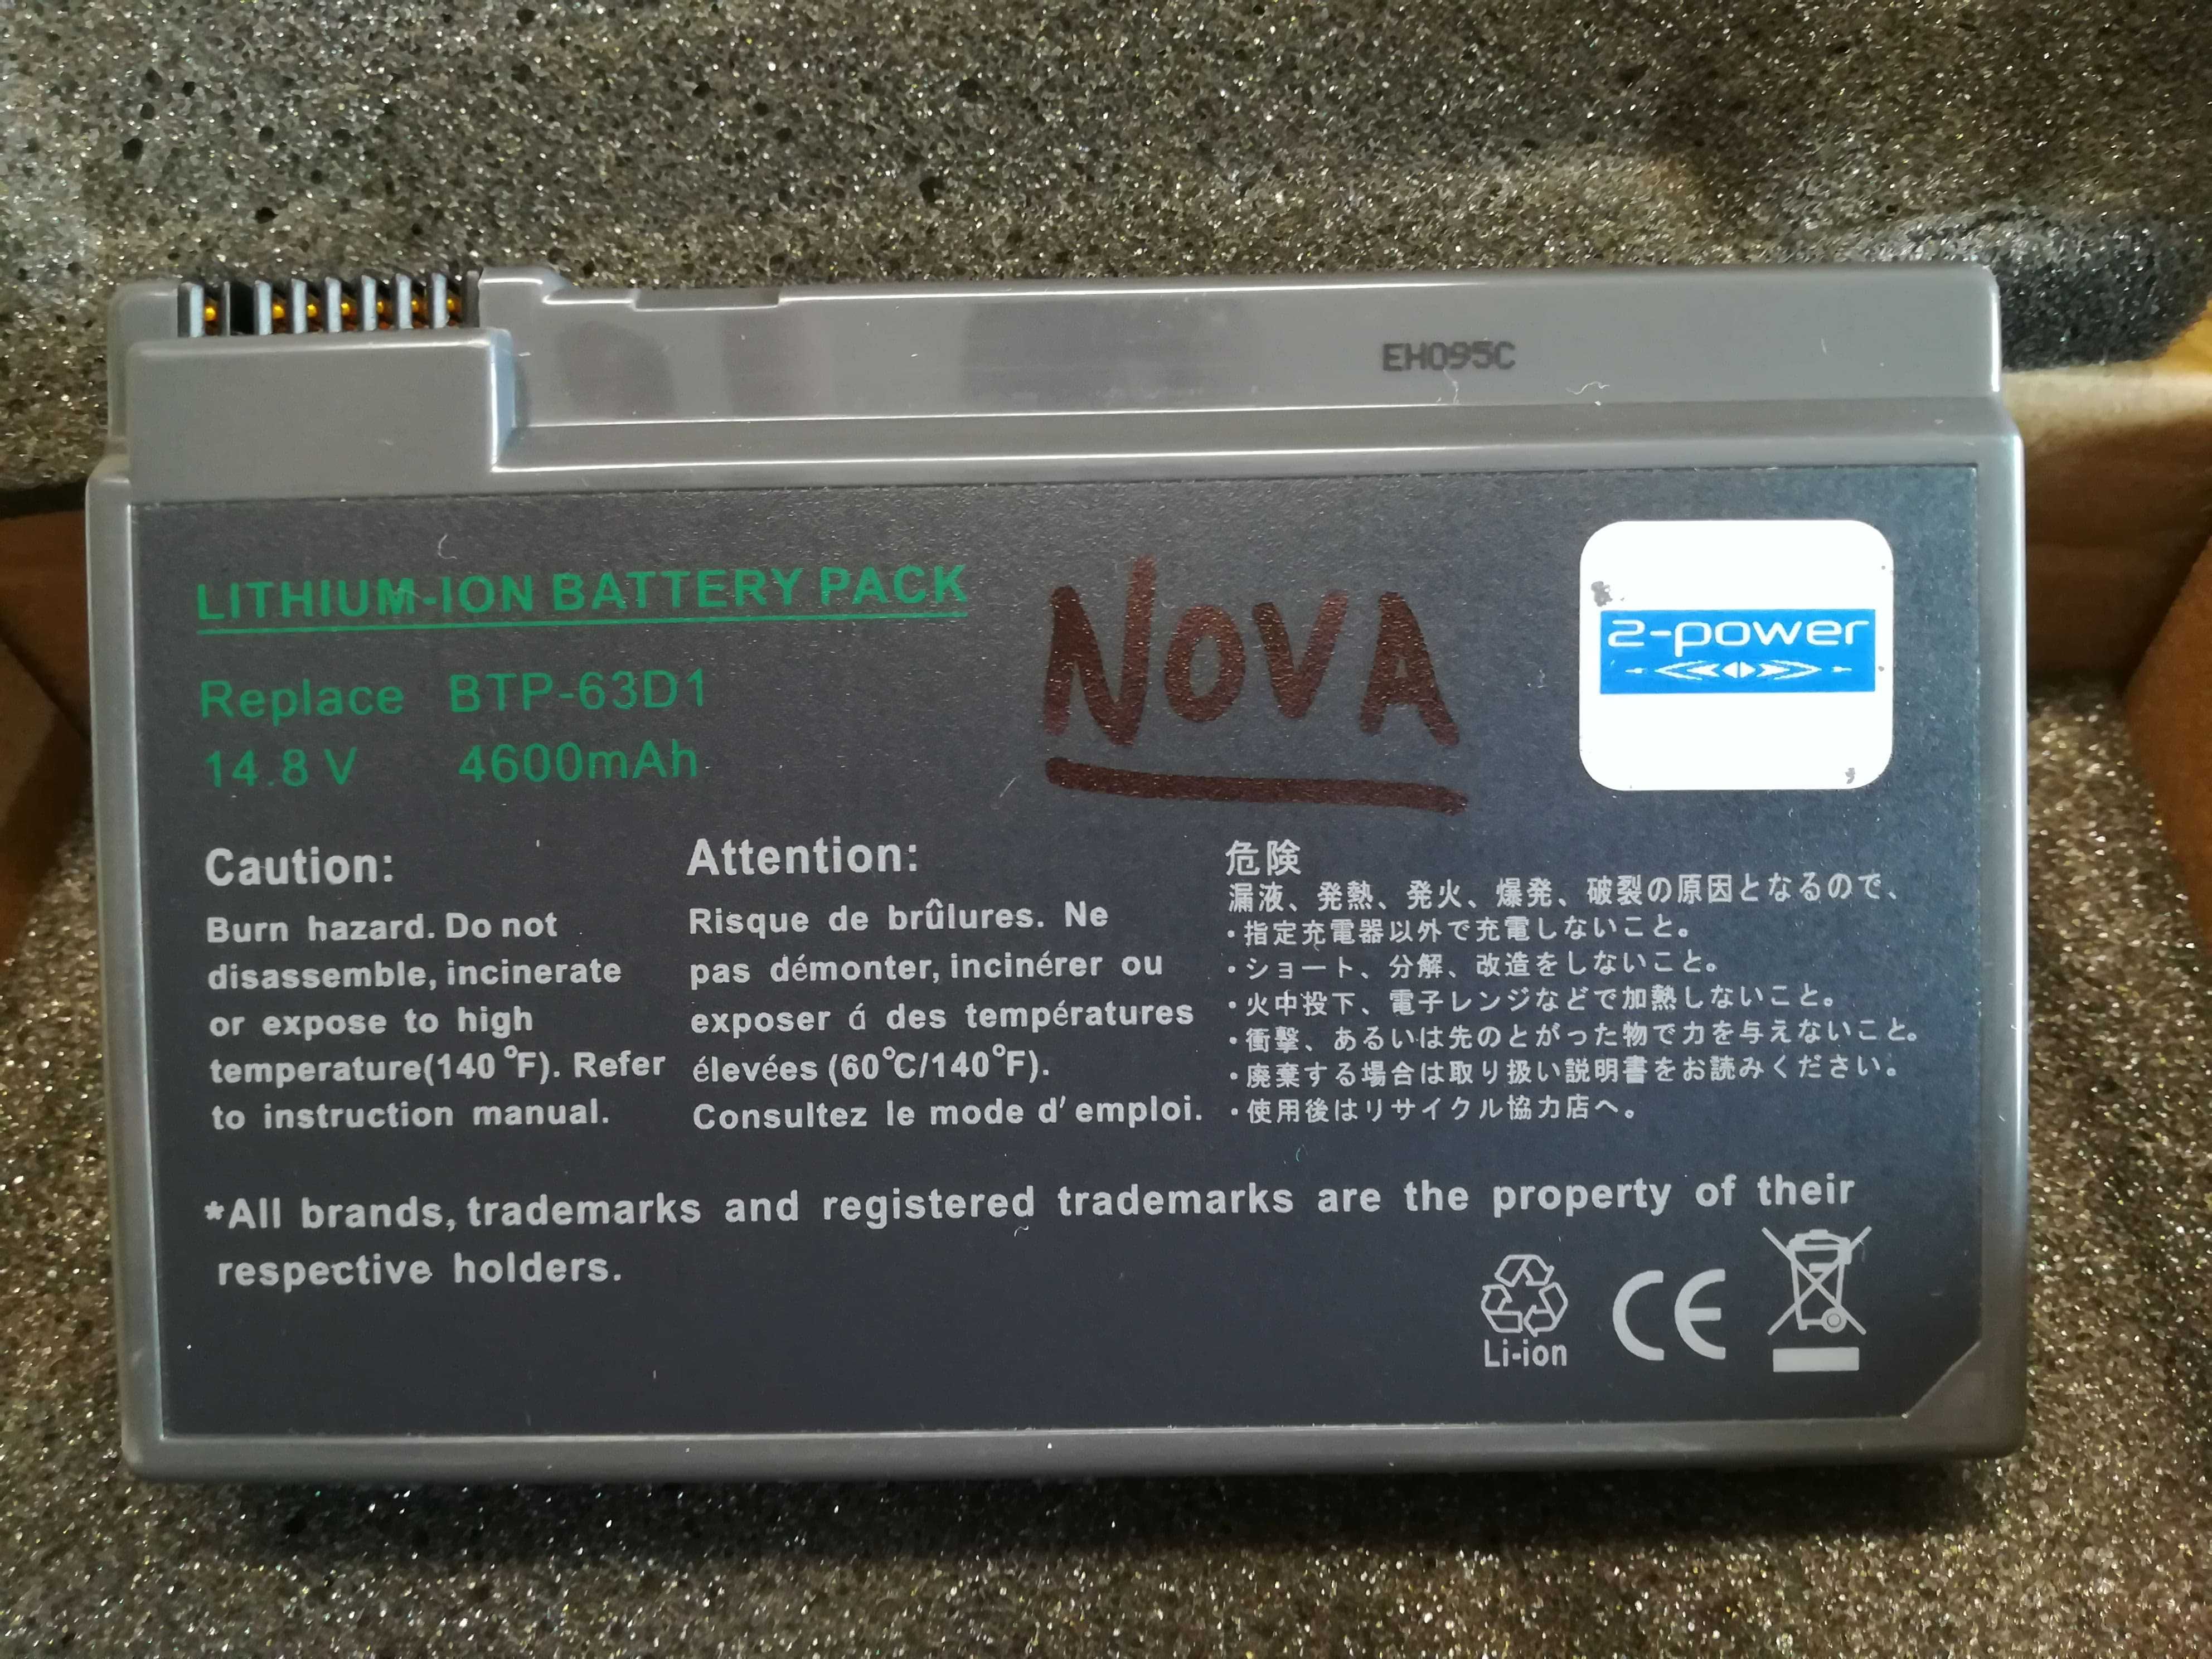 EH095C
LITHIUM-ION BATTERY PACK
Replace BTP-63D1
14.8 V 4600mAh
NOVA
2-power
Caution:
Burn hazard. Do not
disassemble, incinerate
or expose to high
temperature(140°F). Refer
to instruction manual.
Attention:
Risque de brûlures. Ne
pas démonter, incinérer ou
exposer á des températures
élevées (60°C/140°F).
Consultez le mode d'emploi.
危険
漏液、発熱、発火、爆発、破裂の原因となるので、
・指定充電器以外で充電しないこと。
・ショート、分解、改造をしないこと。
・火中投下、電子レンジなどで加熱しないこと。
・衝撃、あるいは先のとがった物で力を与えないこと。
・廃棄する場合は取り扱い説明書をお読みください。
・使用後はリサイクル協力店へ。
*All brands, trademarks and registered trademarks are the property of their
respective holders.
Li-ion
CE